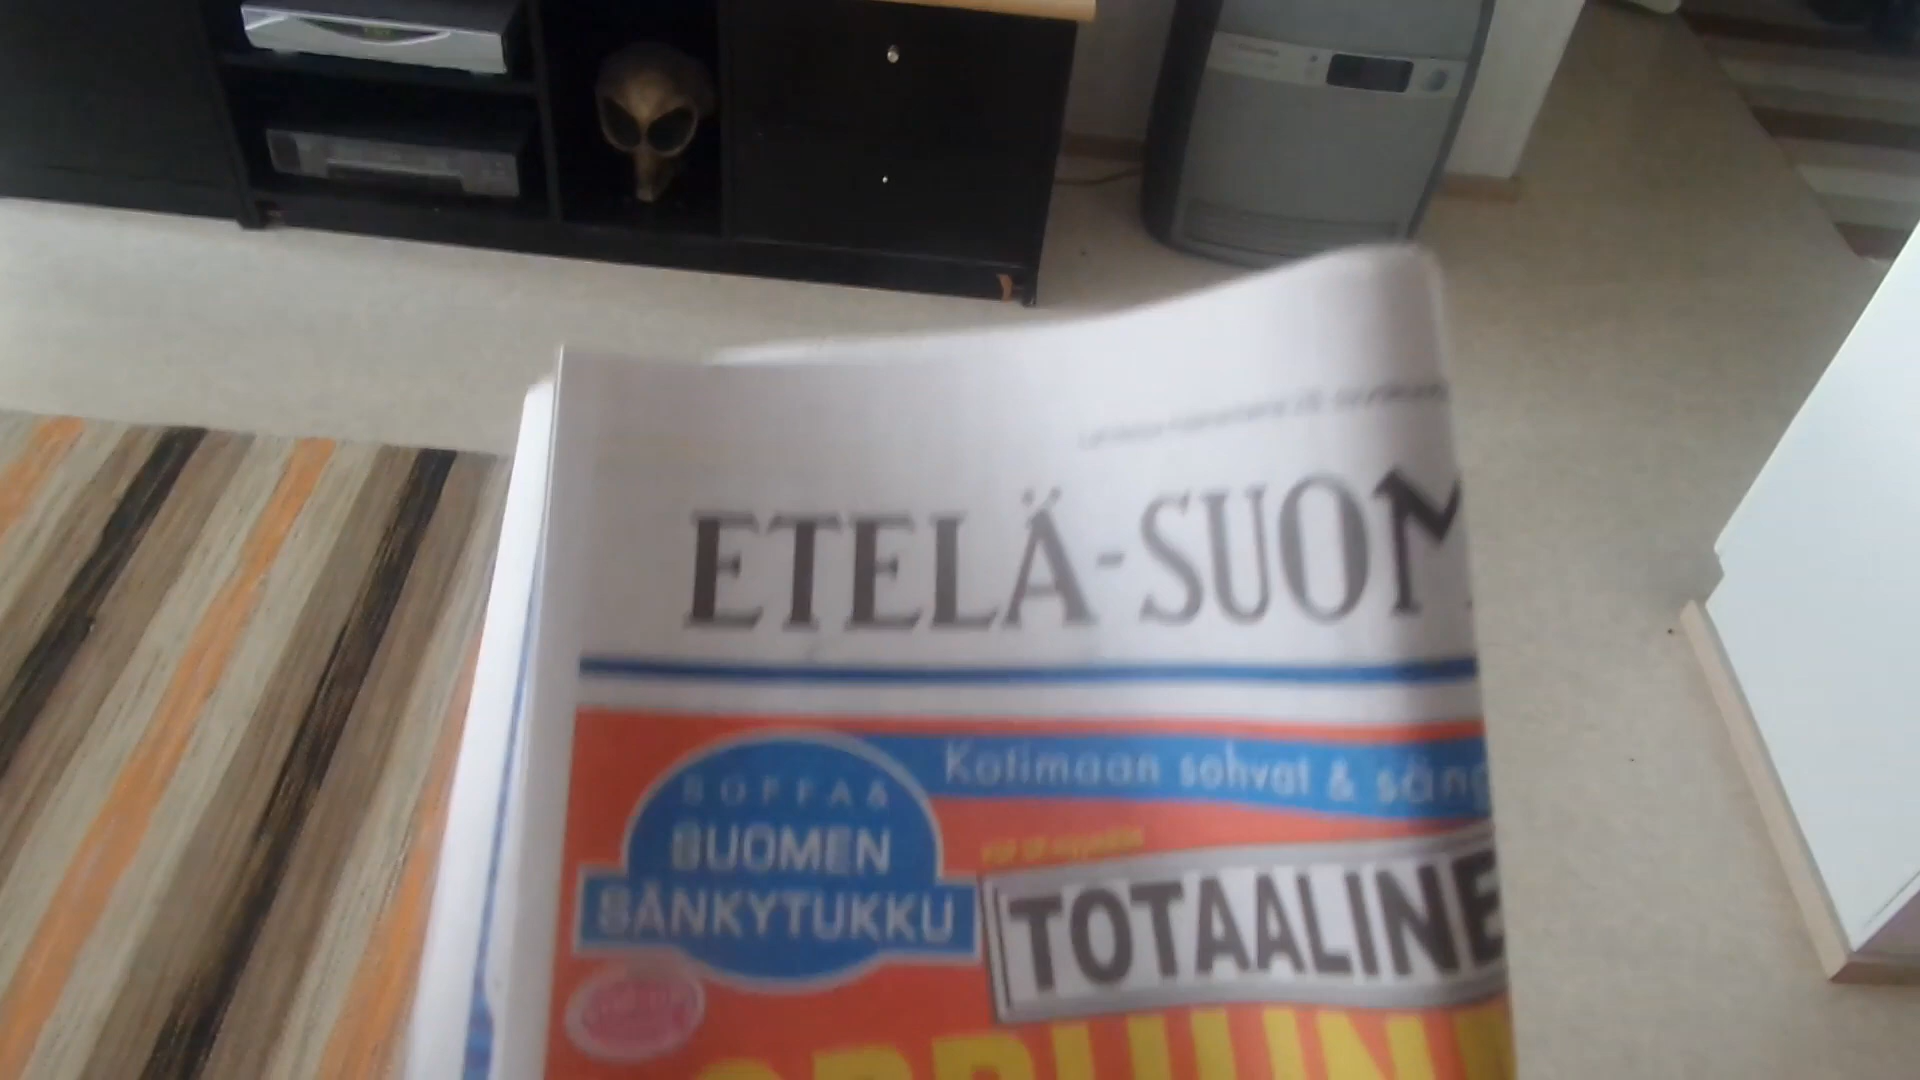 ETELÄ-SUOM
Kotimaan sohvat & säng
SOFFA &
SUOMEN
SÄNKYTUKKU
TOTAALINE